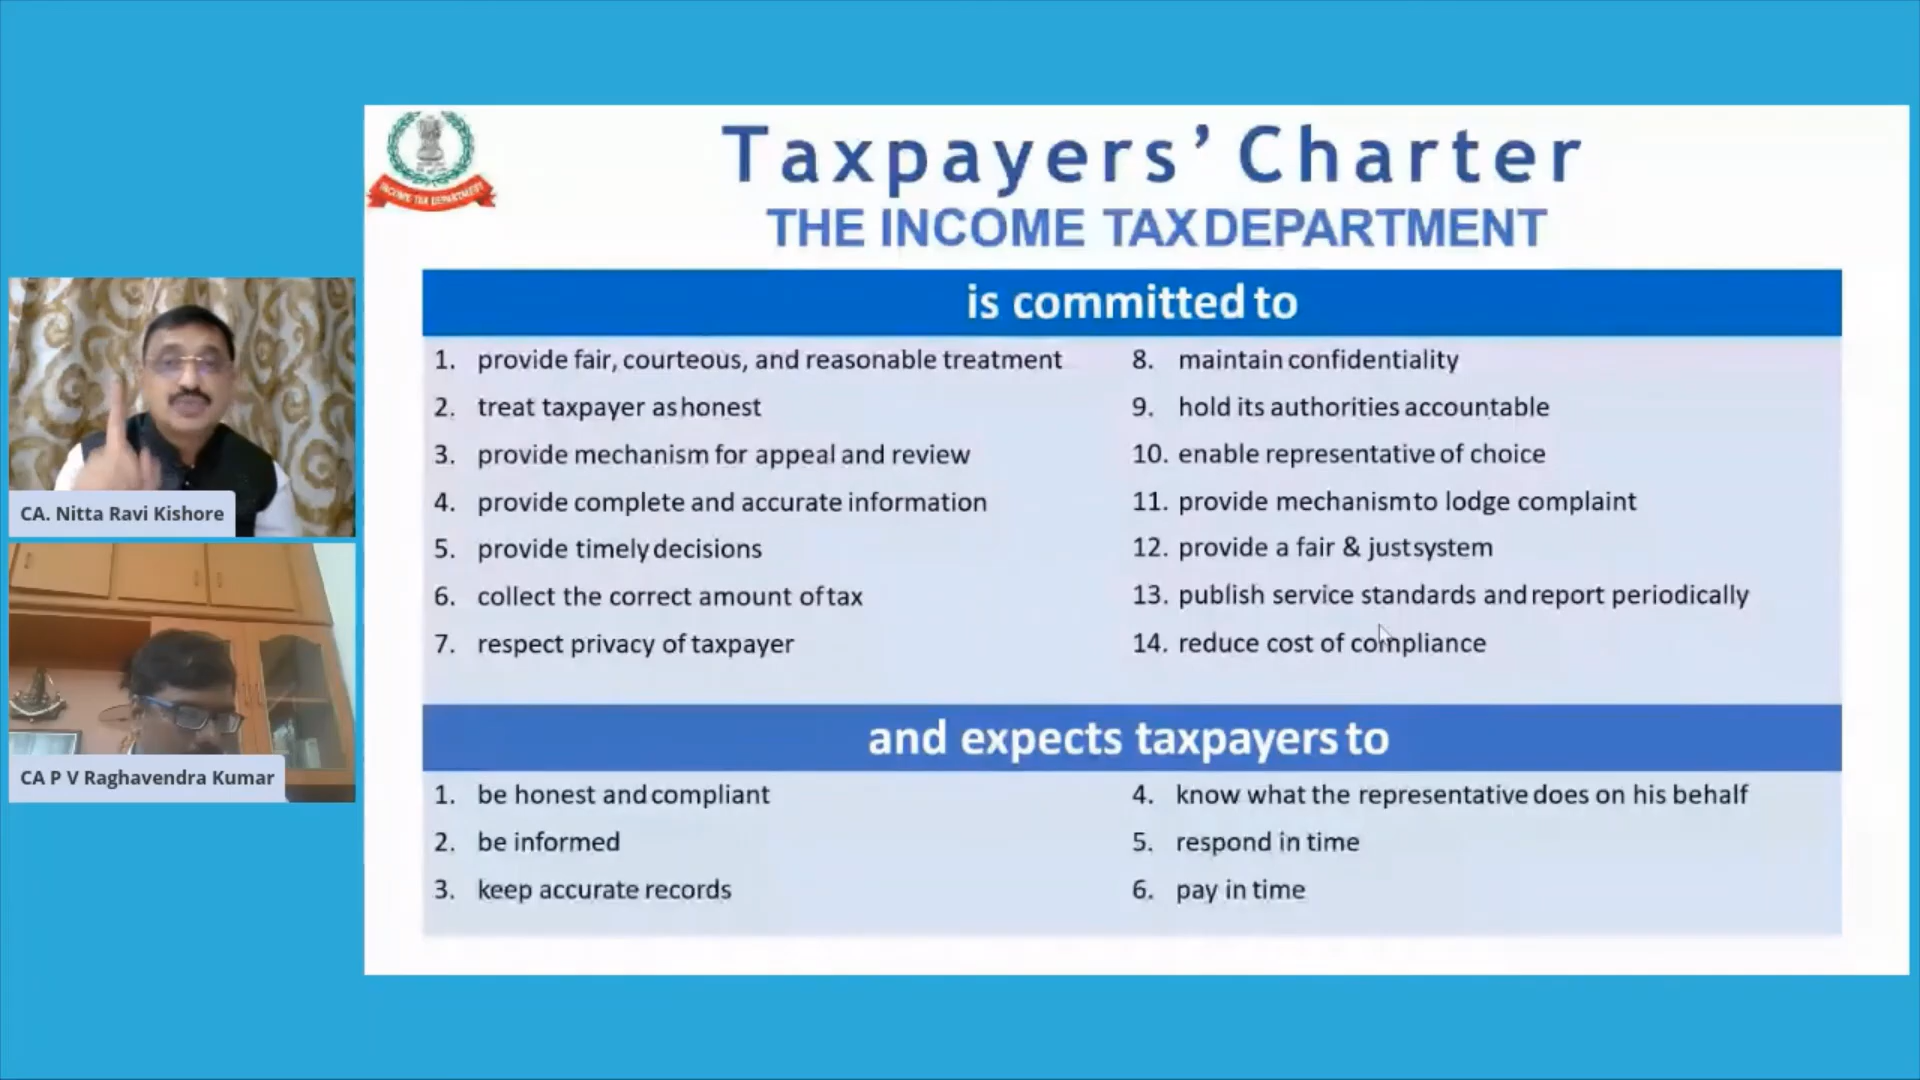 INCOME TAX DEPARTMENT
Taxpayers’ Charter
THE INCOME TAX DEPARTMENT
is committed to
1. provide fair, courteous, and reasonable treatment
2. treat taxpayer as honest
3. provide mechanism for appeal and review
4. provide complete and accurate information
5. provide timely decisions
6. collect the correct amount of tax
7. respect privacy of taxpayer
8. maintain confidentiality
9. hold its authorities accountable
10. enable representative of choice
11. provide mechanism to lodge complaint
12. provide a fair & just system
13. publish service standards and report periodically
14. reduce cost of compliance
and expects taxpayers to
1. be honest and compliant
2. be informed
3. keep accurate records
4. know what the representative does on his behalf
5. respond in time
6. pay in time
CA. Nitta Ravi Kishore
CA P V Raghavendra Kumar